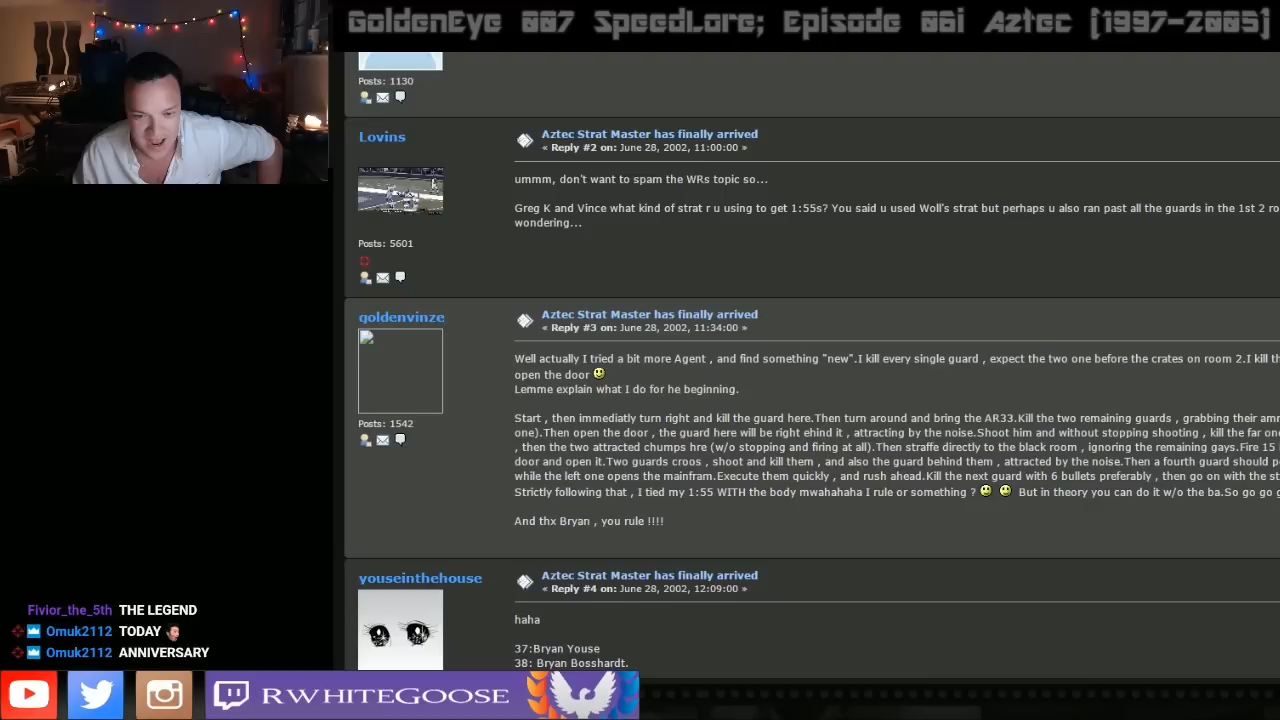 GoldenEye 007 SpeedLore; Episode 06i Aztec [1997-2005]
Posts: 1130
Lovins
Aztec Strat Master has finally arrived
« Reply #2 on: June 28, 2002, 11:00:00 »
ummm, don't want to spam the WRs topic so...
Greg K and Vince what kind of strat r u using to get 1:55s? You said u used Woll's strat but perhaps u also ran past all the guards in the 1st 2 ro
wondering...
Posts: 5601
goldenvinze
Aztec Strat Master has finally arrived
« Reply #3 on: June 28, 2002, 11:34:00 »
Well actually I tried a bit more Agent , and find something "new".I kill every single guard , expect the two one before the crates on room 2.I kill t
open the door
Lemme explain what I do for he beginning.
Posts: 1542
Start , then immediatly turn right and kill the guard here.Then turn around and bring the AR33.Kill the two remaining guards , grabbing their amm
one).Then open the door , the guard here will be right ehind it , attracting by the noise.Shoot him and without stopping shooting , kill the far one
, then the two attracted chumps hre (w/o stopping and firing at all).Then straffe directly to the black room , ignoring the remaining gays.Fire 15
door and open it.Two guards croos , shoot and kill them , and also the guard behind them , attracted by the noise.Then a fourth guard should p
while the left one opens the mainfram.Execute them quickly , and rush ahead.Kill the next guard with 6 bullets preferably , then go on with the st
Strictly following that , I tied my 1:55 WITH the body mwahahaha I rule or something ? But in theory you can do it w/o the ba.So go go g
And thx Bryan , you rule !!!!
youseinthehouse
Aztec Strat Master has finally arrived
« Reply #4 on: June 28, 2002, 12:09:00 »
haha
37:Bryan Youse
38: Bryan Bosshardt.
Fivior_the_5th THE LEGEND
Omuk2112 TODAY
Omuk2112 ANNIVERSARY
RWHITEGOOSE